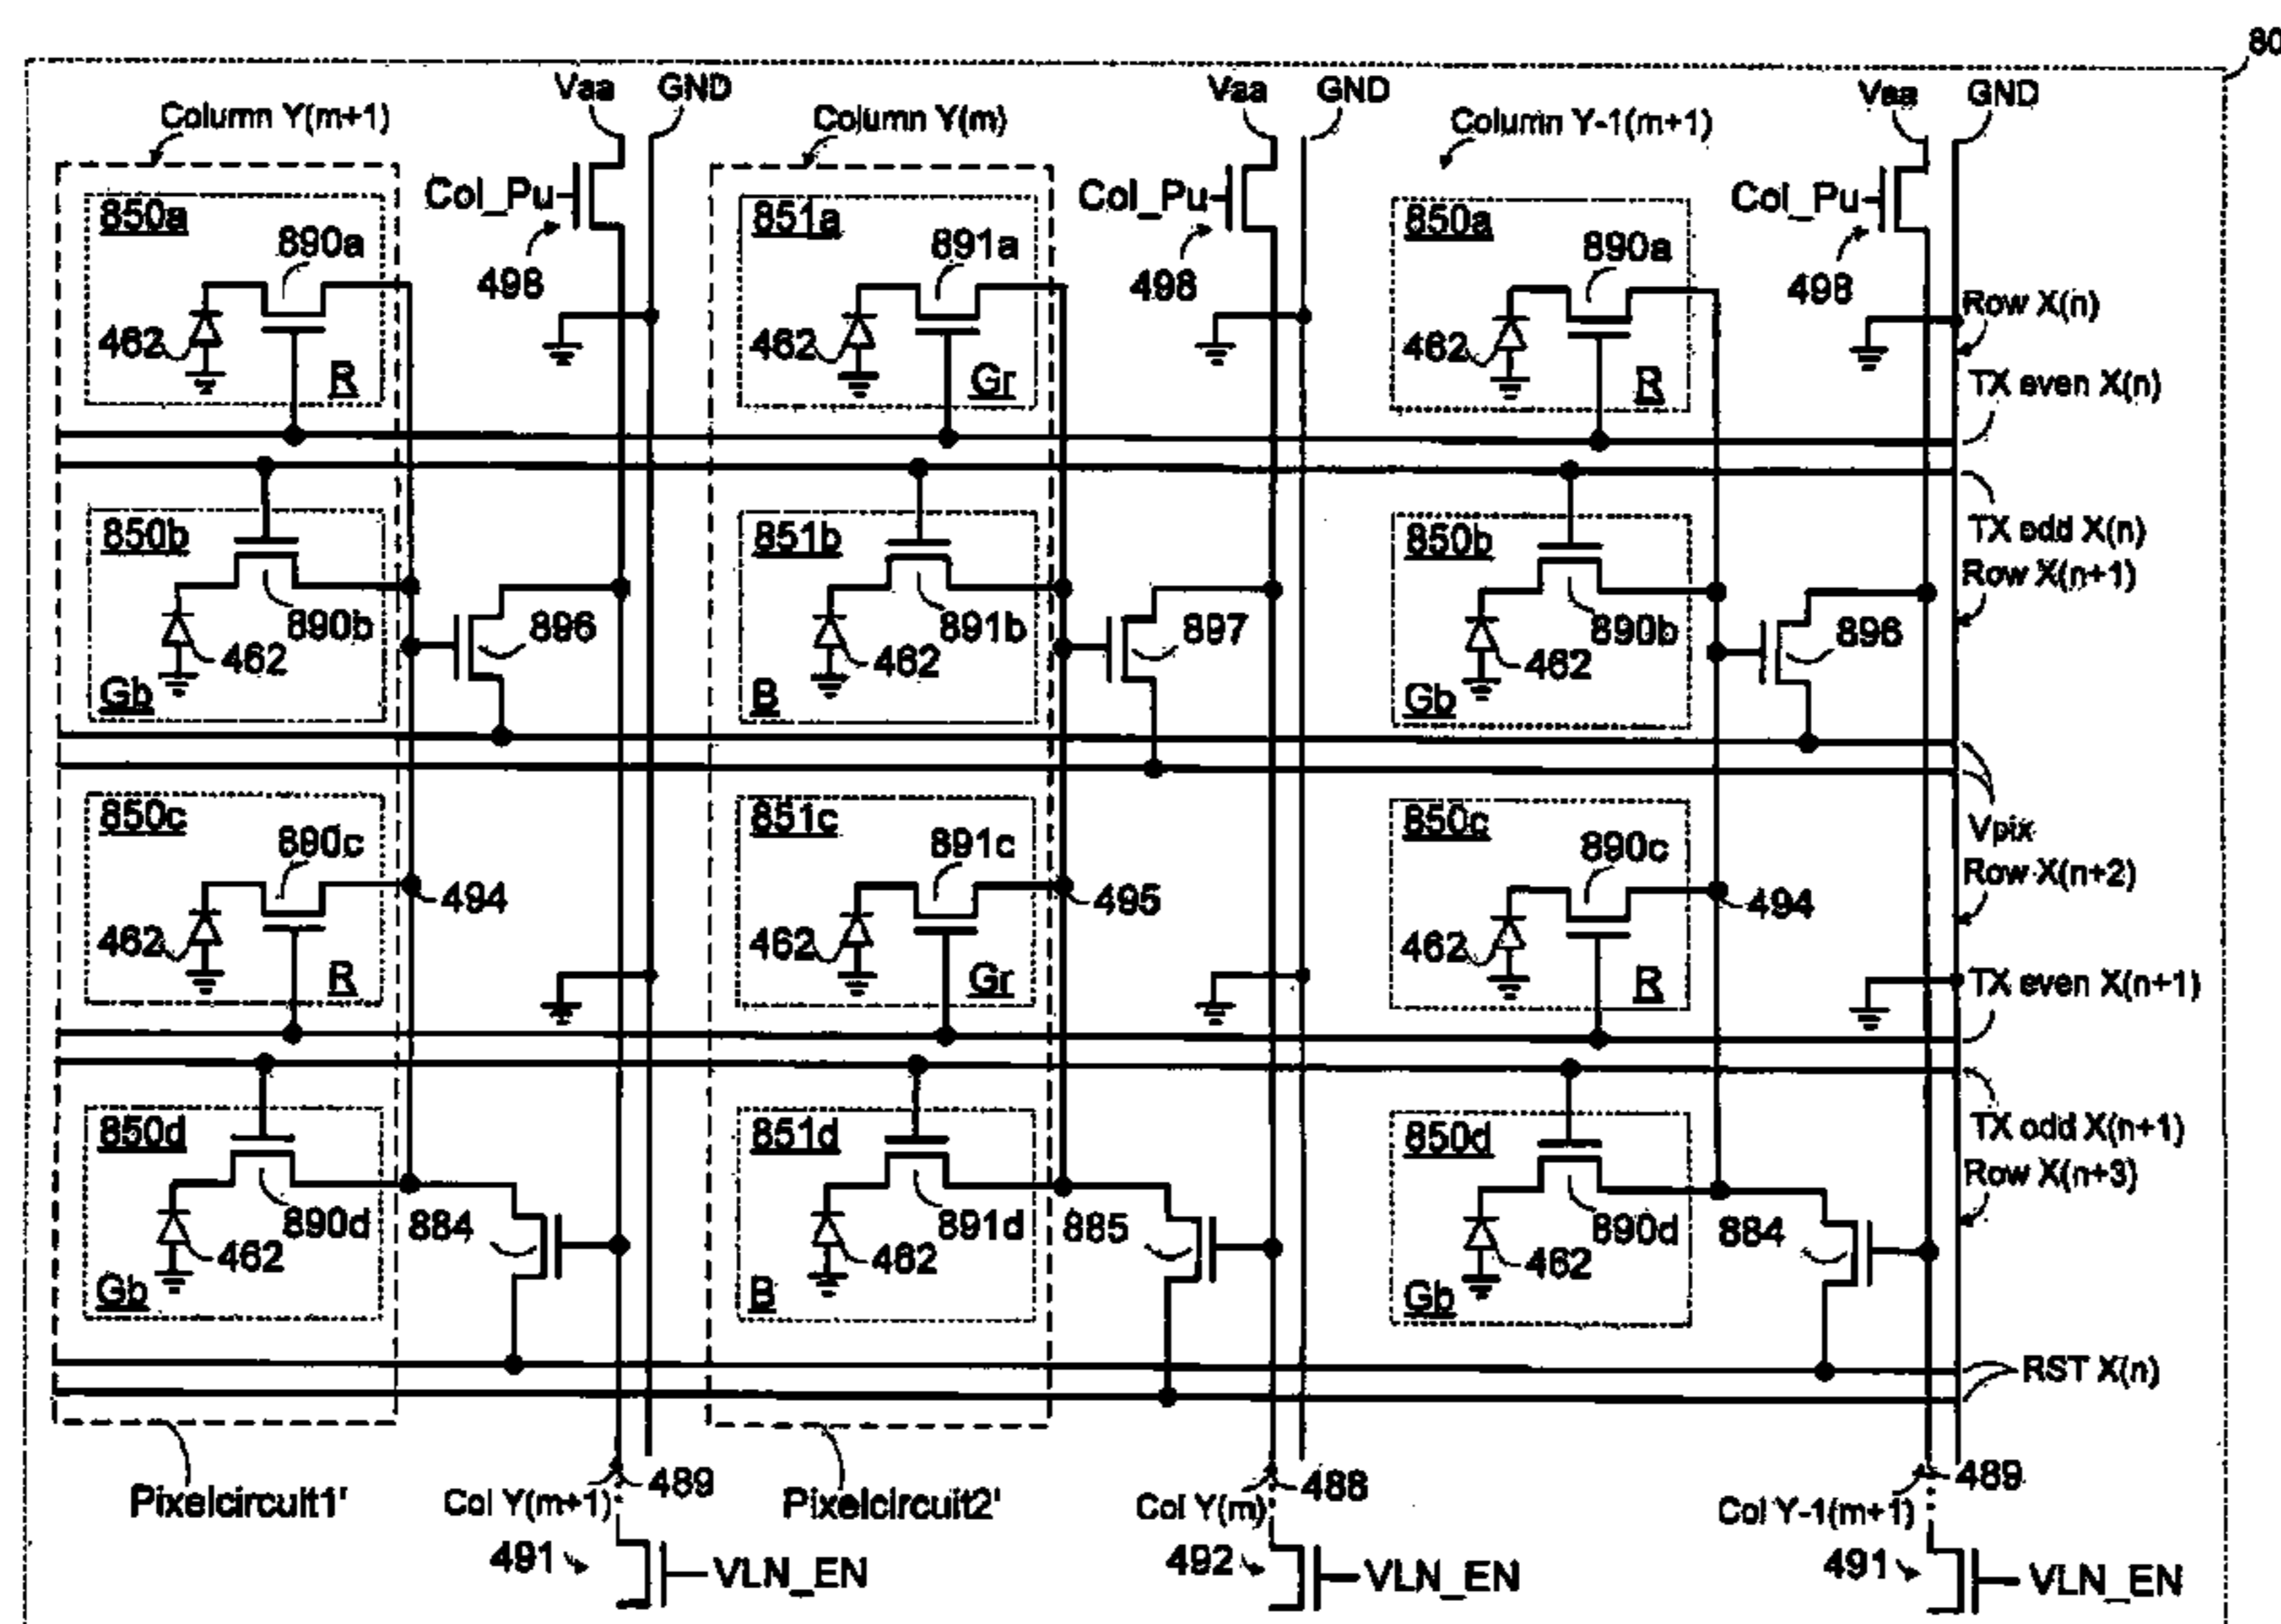 80
Vaa GND Vaa GND Vaa GND
Column Y(m+1) Column Y(m) Column Y-1(m+1)
Col_Pu Col_Pu Col_Pu
850a 851a 850a
890a 891a 890a
498 498 498
Row X(n)
462 462 462
R Gr R
TX even X(n)
TX odd X(n)
850b 851b 850b
Row X(n+1)
890b 896 891b 897 890b 896
462 462 462
Gb B Gb
Vpix
850c 851c 850c
890c 891c 890c
Row X(n+2)
494 495 494
462 462 462
R Gr R
TX even X(n+1)
TX odd X(n+1)
850d 851d 850d
Row X(n+3)
890d 884 891d 885 890d 884
462 462 462
Gb B Gb
RST X(n)
489 488 489
Pixelcircuit1' Col Y(m+1) Pixelcircuit2' Col Y(m) Col Y-1(m+1)
491 VLN_EN 492 VLN_EN 491 VLN_EN